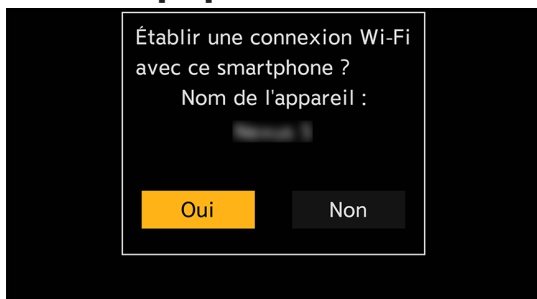 Établir une connexion Wi-Fi
avec ce smartphone ?
Nom de l'appareil :
Oui
Non